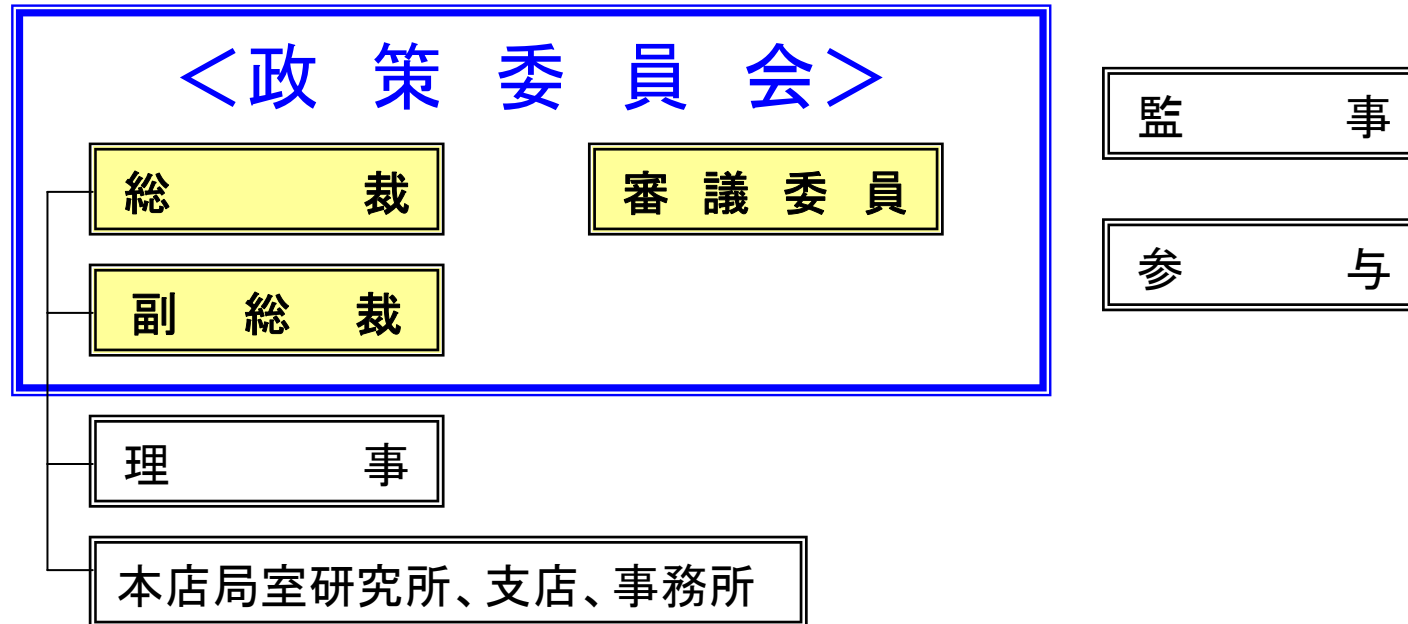 ＜政策委員会＞
総裁
審議委員
副総裁
理事
本店局室研究所、支店、事務所
監事
参与